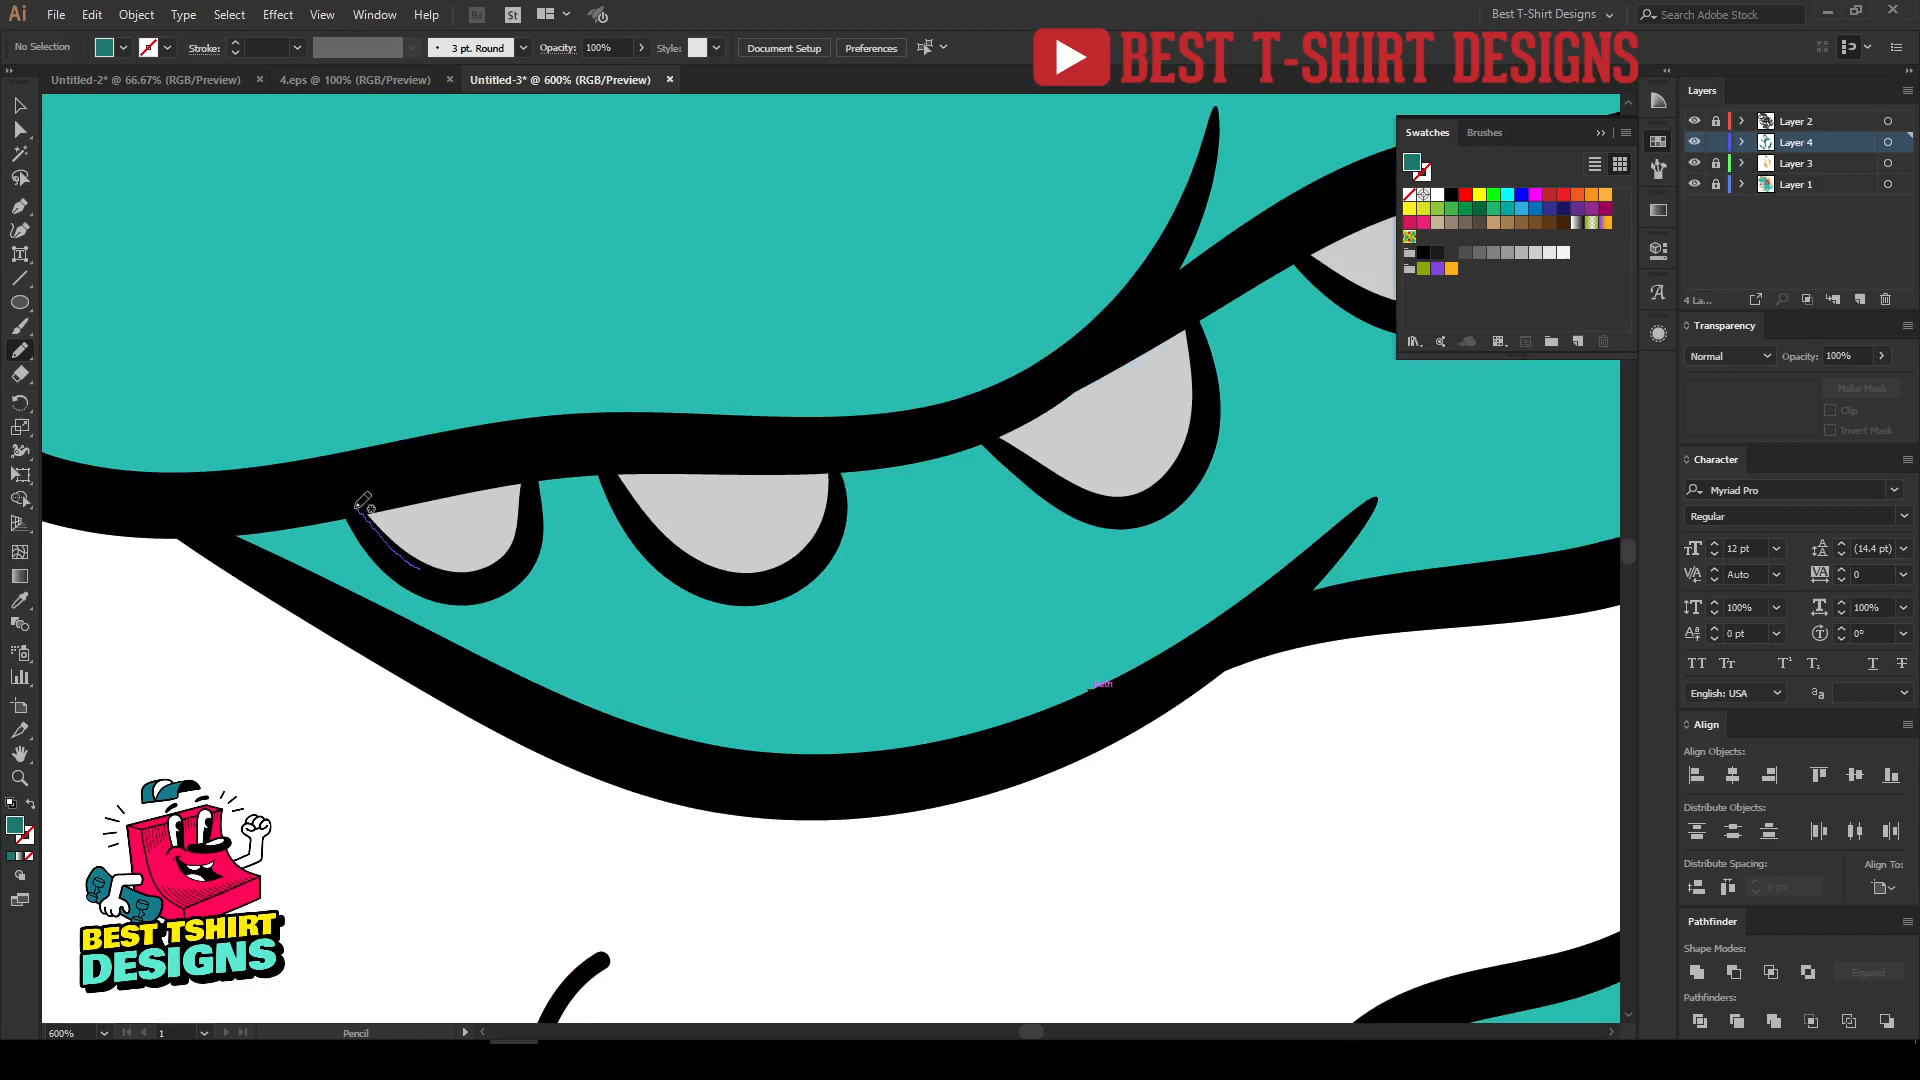 Ai File Edit Object Type Select Effect View Window Help Br St Best T-Shirt Designs Search Adobe Stock
No Selection Stroke: 3 pt. Round Opacity: 100% Style: Document Setup Preferences
BEST T-SHIRT DESIGNS
Untitled-2* @ 66.67% (RGB/Preview) 4.eps @ 100% (RGB/Preview) Untitled-3* @ 600% (RGB/Preview)
Layers
Layer 2
Layer 4
Layer 3
Layer 1
4 La...
Swatches Brushes
Transparency
Normal Opacity: 100%
Make Mask
Clip
Invert Mask
Character
Myriad Pro
Regular
12 pt (14.4 pt)
Auto 0
100% 100%
0 pt 0°
English: USA
Align
Align Objects:
Distribute Objects:
Distribute Spacing: Align To:
0 px
Pathfinder
Shape Modes:
Expand
Pathfinders:
Path
BEST TSHIRT
DESIGNS
600% 1 Pencil